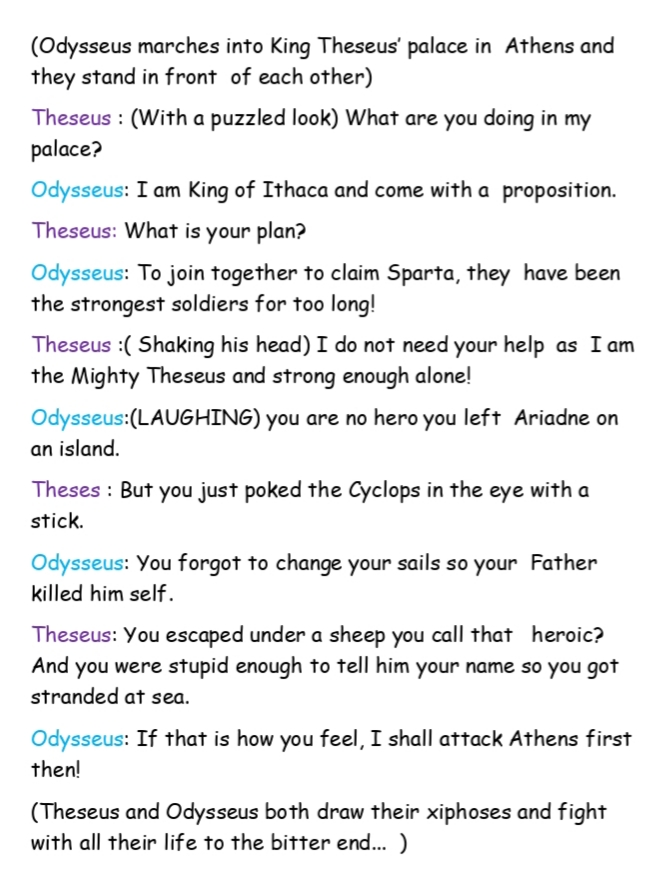 (Odysseus marches into King Theseus' palace in Athens and
they stand in front of each other)
Theseus : (With a puzzled look) What are you doing in my
palace?
Odysseus: I am King of Ithaca and come with a proposition.
Theseus: What is your plan?
Odysseus: To join together to claim Sparta, they have been
the strongest soldiers for too long!
Theseus :( Shaking his head) I do not need your help as I am
the Mighty Theseus and strong enough alone!
Odysseus:(LAUGHING) you are no hero you left Ariadne on
an island.
Theses : But you just poked the Cyclops in the eye with a
stick.
Odysseus: You forgot to change your sails so your Father
killed him self.
Theseus: You escaped under a sheep you call that heroic?
And you were stupid enough to tell him your name so you got
stranded at sea.
Odysseus: If that is how you feel, I shall attack Athens first
then!
(Theseus and Odysseus both draw their xiphoses and fight
with all their life to the bitter end... )